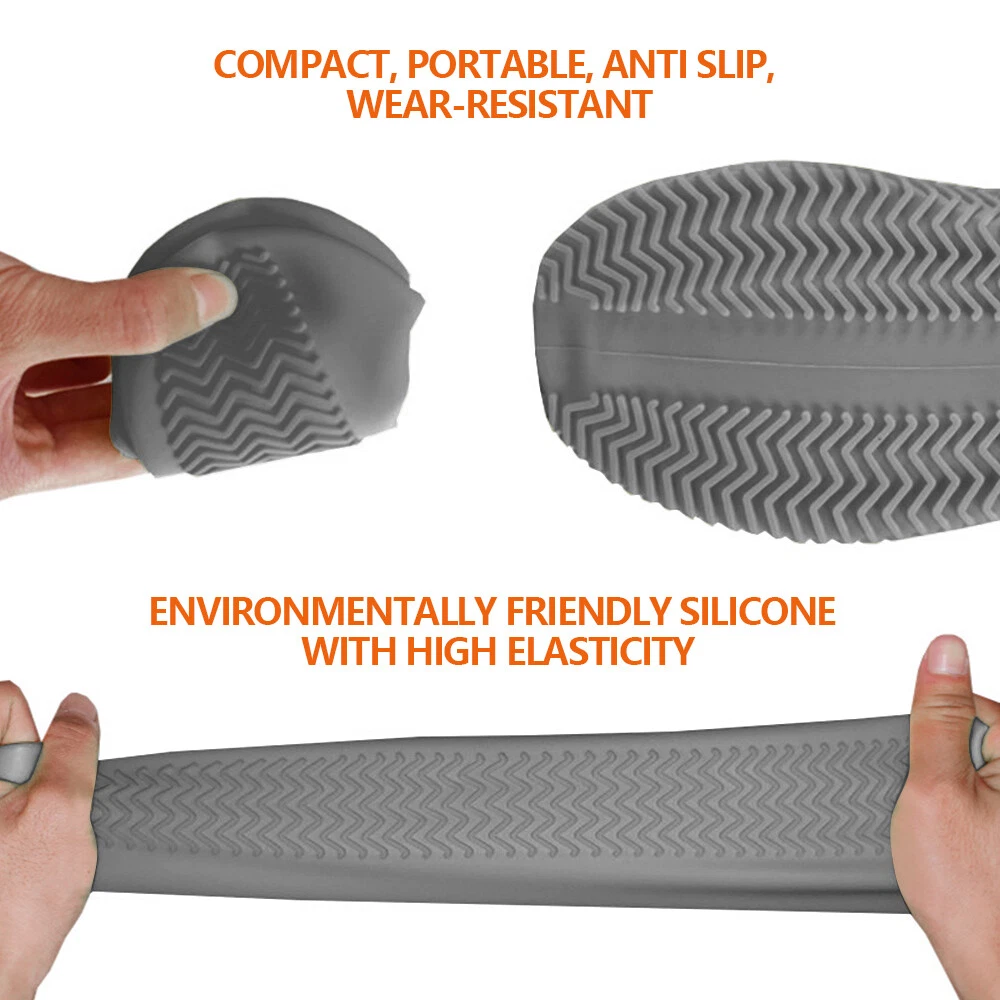 COMPACT, PORTABLE, ANTI SLIP,
WEAR-RESISTANT
ENVIRONMENTALLY FRIENDLY SILICONE
WITH HIGH ELASTICITY